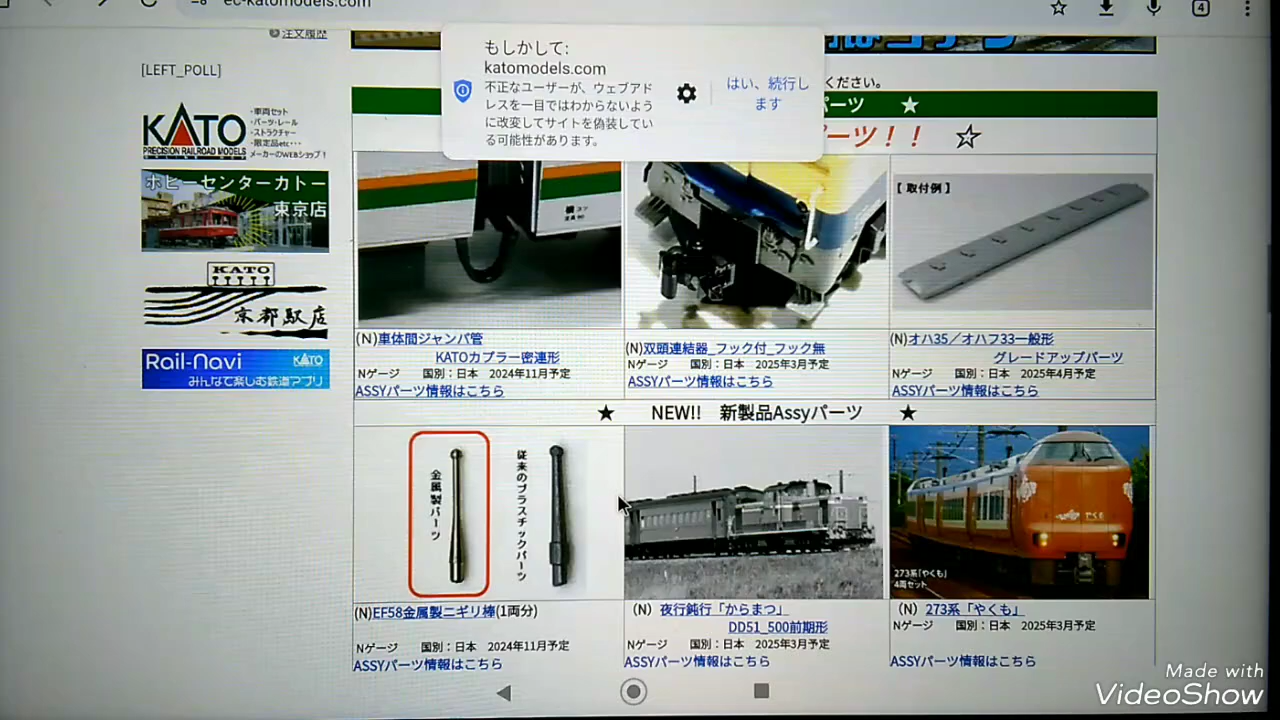 ec-katomodels.com
4
注文履歴
[LEFT_POLL]
もしかして:
katomodels.com
不正なユーザーが、ウェブアド
レスを一目ではわからないよう
に改変してサイトを偽装してい
る可能性があります。
はい、続行し
ます
ください。
パーツ ★
パーツ！！ ☆
KATO
PRECISION RAILROAD MODELS
・車両セット
・パーツ・レール
・ストラクチャー
・限定品etc・・・
メーカーのWEBショップ！
ホビーセンターカトー
東京店
KATO
京都駅店
Rail-Navi KATO
みんなで楽しむ鉄道アプリ
【取付例】
(N)車体間ジャンパ管
KATOカプラー密連形
Nゲージ 国別：日本 2024年11月予定
ASSYパーツ情報はこちら
(N)双頭連結器_フック付_フック無
Nゲージ 国別：日本 2025年3月予定
ASSYパーツ情報はこちら
(N)オハ35／オハフ33一般形
グレードアップパーツ
Nゲージ 国別：日本 2025年4月予定
ASSYパーツ情報はこちら
★ NEW!! 新製品Assyパーツ ★
金属製パーツ
従来のプラスチックパーツ
273系「やくも」
4両セット
(N)EF58金属製ニギリ棒(1両分)
Nゲージ 国別：日本 2024年11月予定
ASSYパーツ情報はこちら
（N）夜行鈍行「からまつ」
DD51_500前期形
Nゲージ 国別：日本 2025年3月予定
ASSYパーツ情報はこちら
（N）273系「やくも」
Nゲージ 国別：日本 2025年3月予定
ASSYパーツ情報はこちら
Made with
VideoShow